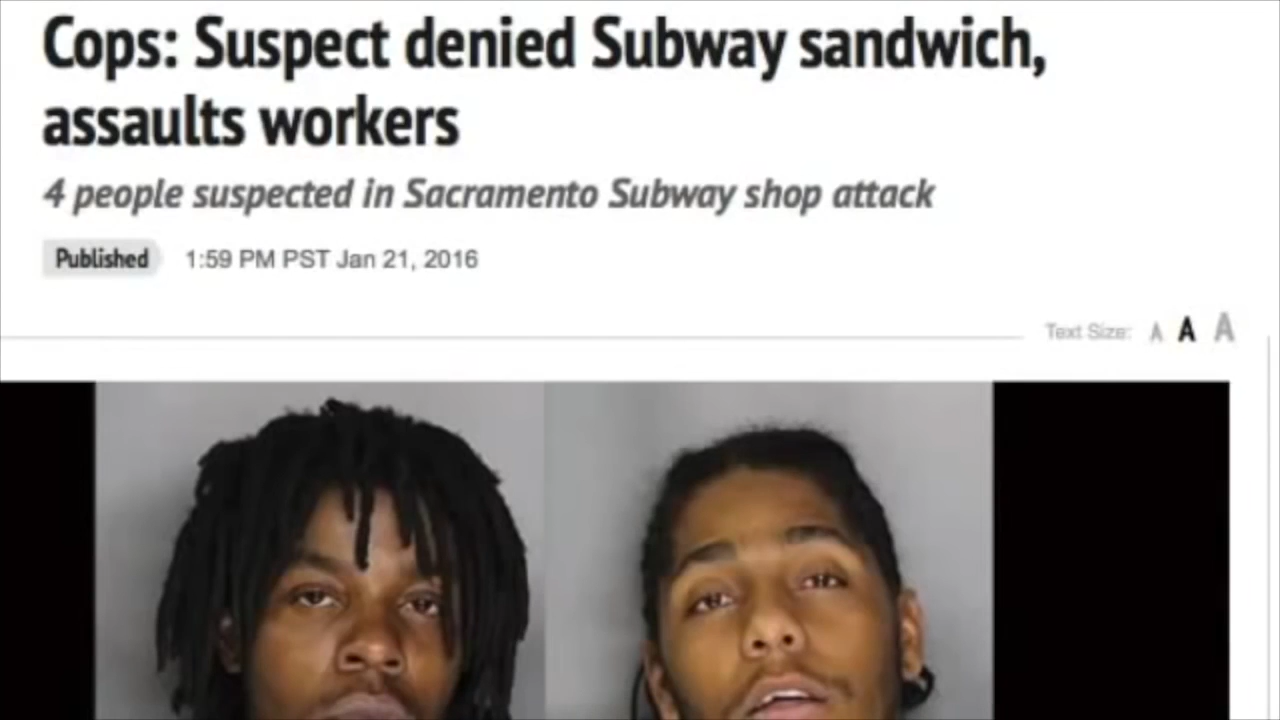 Cops: Suspect denied Subway sandwich,
assaults workers
4 people suspected in Sacramento Subway shop attack
Published 1:59 PM PST Jan 21, 2016
Text Size: A A A